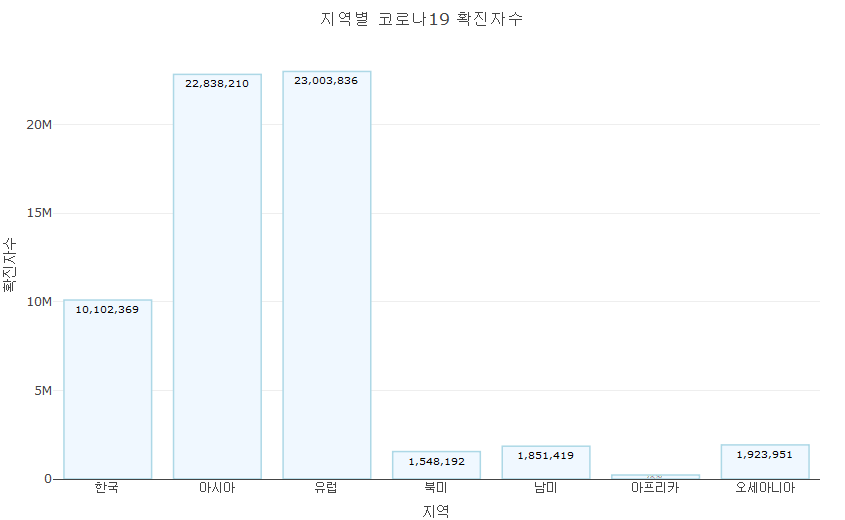 지역별 코로나19 확진자수
20M
15M
10M
5M
0
확진자수
10,102,369
22,838,210
23,003,836
1,548,192
1,851,419
1,923,951
한국
아시아
유럽
북미
남미
아프리카
오세아니아
지역